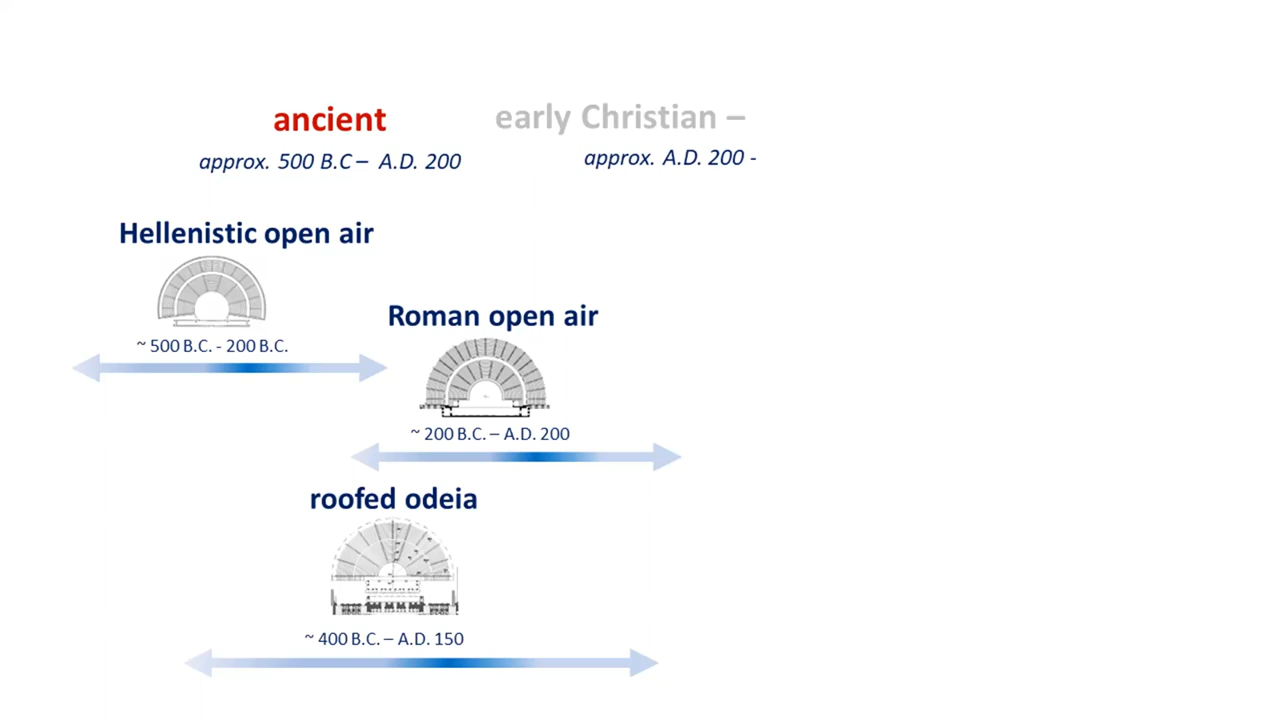 ancient
early Christian –
approx. 500 B.C – A.D. 200
approx. A.D. 200 -
Hellenistic open air
~ 500 B.C. - 200 B.C.
Roman open air
~ 200 B.C. – A.D. 200
roofed odeia
~ 400 B.C. – A.D. 150